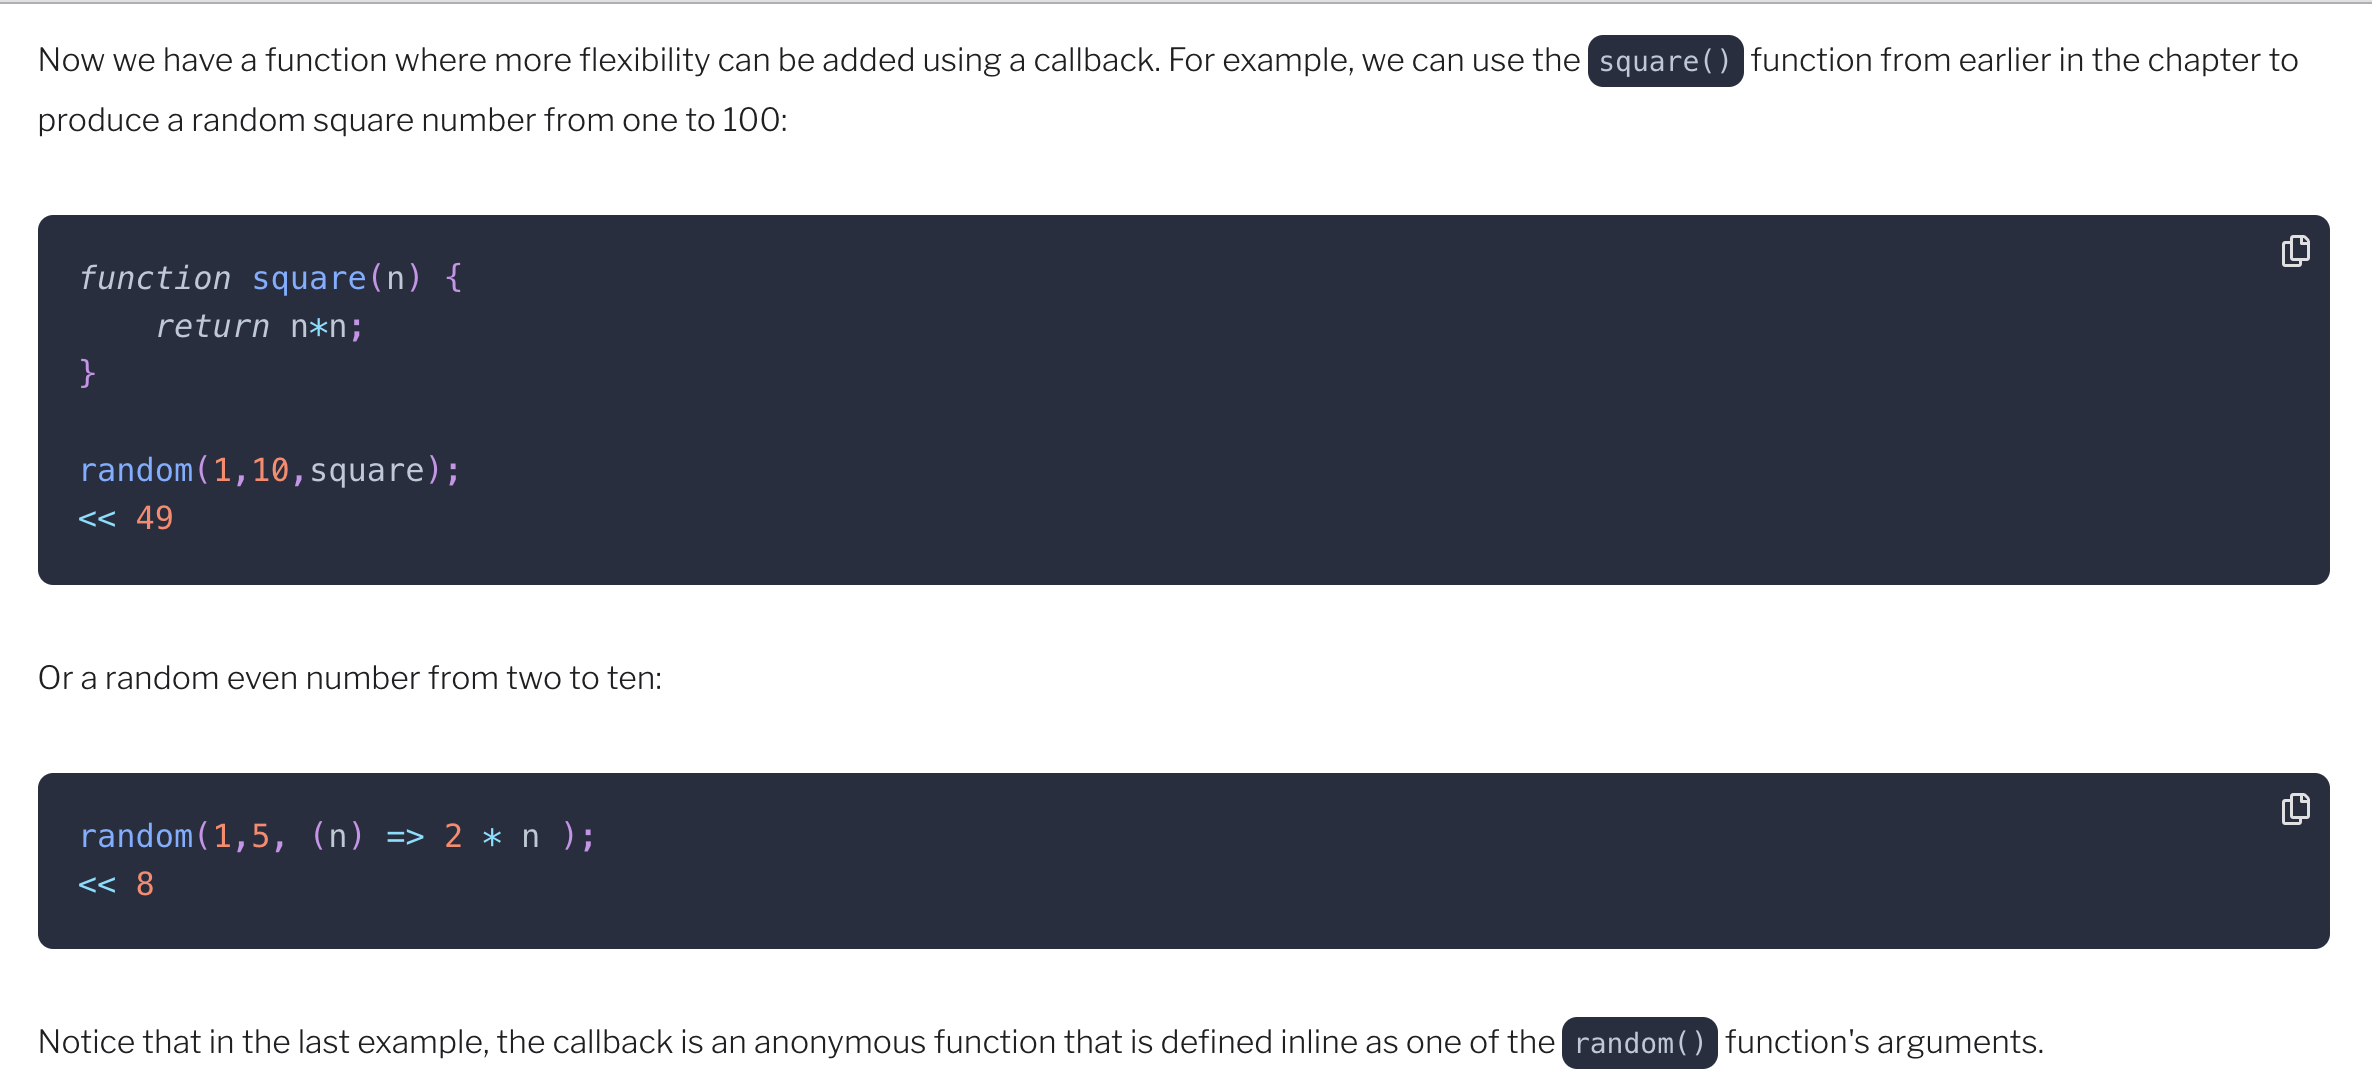 Now we have a function where more flexibility can be added using a callback. For example, we can use the square() function from earlier in the chapter to
produce a random square number from one to 100:
function square(n) {
    return n*n;
}
random(1,10,square);
<< 49
Or a random even number from two to ten:
random(1,5, (n) => 2 * n );
<< 8
Notice that in the last example, the callback is an anonymous function that is defined inline as one of the random() function's arguments.